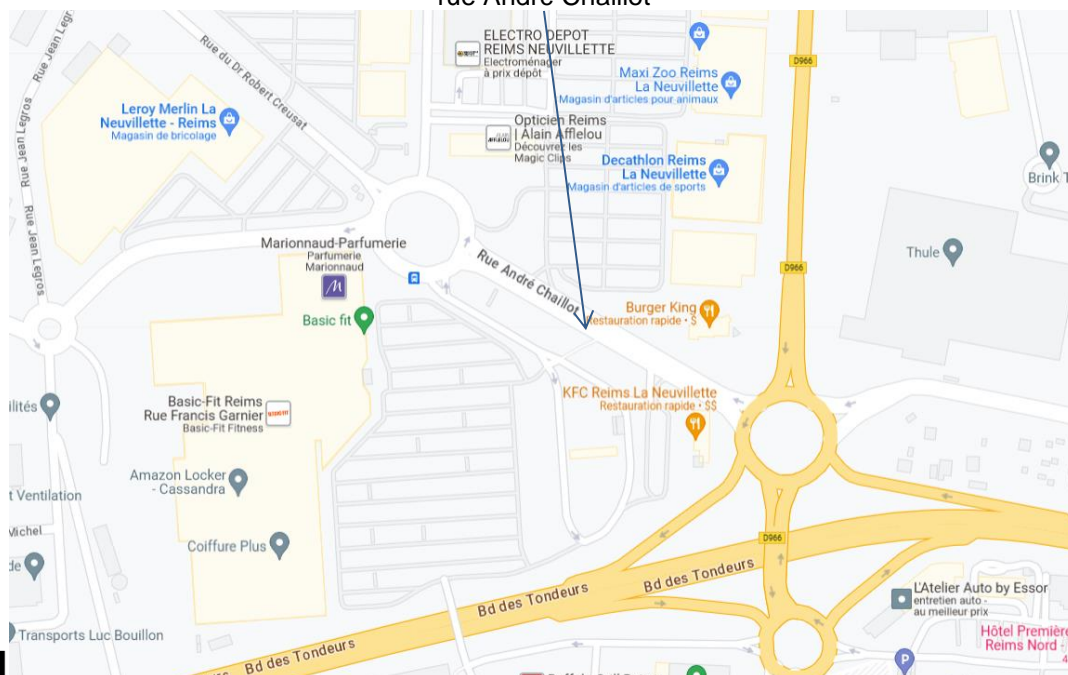 rue André Chaillot
ELECTRO DEPOT
REIMS NEUVILLETTE
Electroménager
à prix dépôt
D966
Rue Jean Legros
Rue du Dr Robert Creusat
Maxi Zoo Reims
La Neuvillette
Magasin d'articles pour animaux
Leroy Merlin La
Neuvillette - Reims
Magasin de bricolage
Opticien Reims
| Alain Afflelou
Découvrez les
Magic Clips
Rue Jean Legros
Decathlon Reims
La Neuvillette
Magasin d'articles de sports
Brink
Rue Jean Legros
Marionnaud-Parfumerie
Parfumerie
Marionnaud
M
Rue André Chaillot
Thule
D966
Basic fit
Burger King
Restauration rapide • $
KFC Reims La Neuvillette
Restauration rapide • $$
Basic-Fit Reims
Rue Francis Garnier
Basic-Fit Fitness
Amazon Locker
- Cassandra
Ventilation
Michel
Coiffure Plus
D966
Bd des Tondeurs
Bd des Tondeurs
L'Atelier Auto by Essor
entretien auto -
au meilleur prix
Transports Luc Bouillon
Hôtel Première
Reims Nord -
Bd des Tondeurs
P